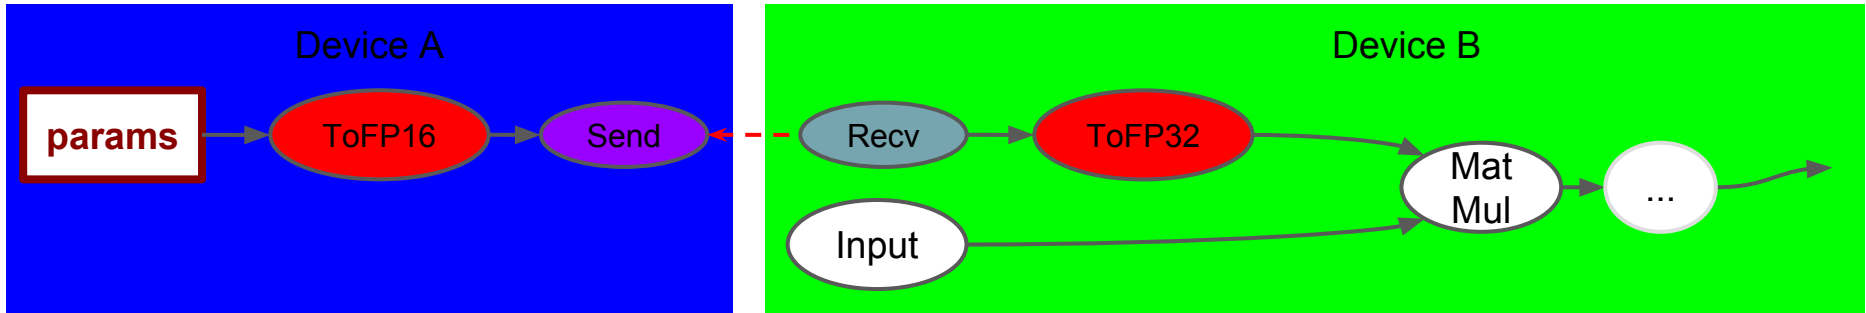 Device A
params
ToFP16
Send
Device B
Recv
ToFP32
Input
Mat
Mul
...